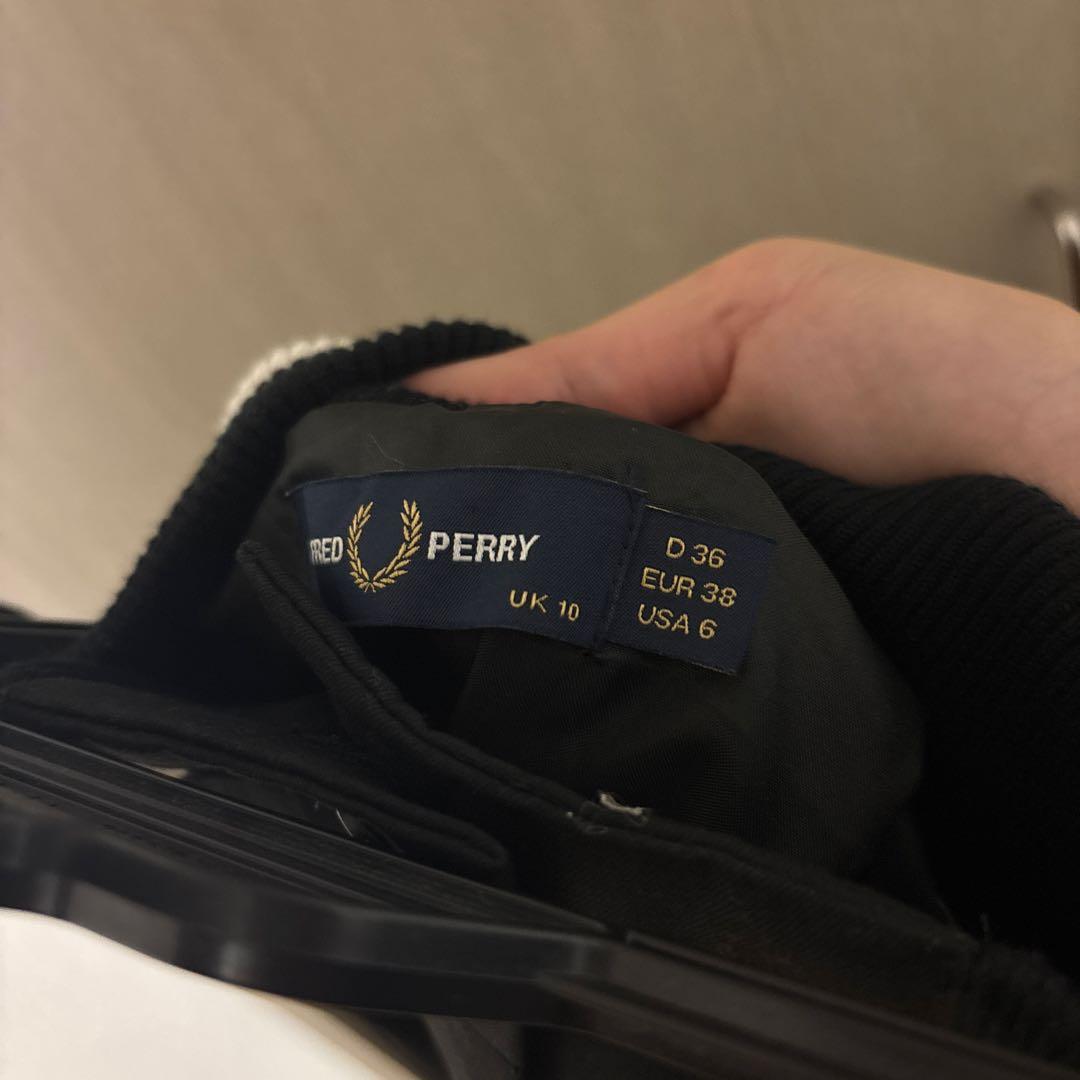 FRED PERRY
UK 10
D 36
EUR 38
USA 6